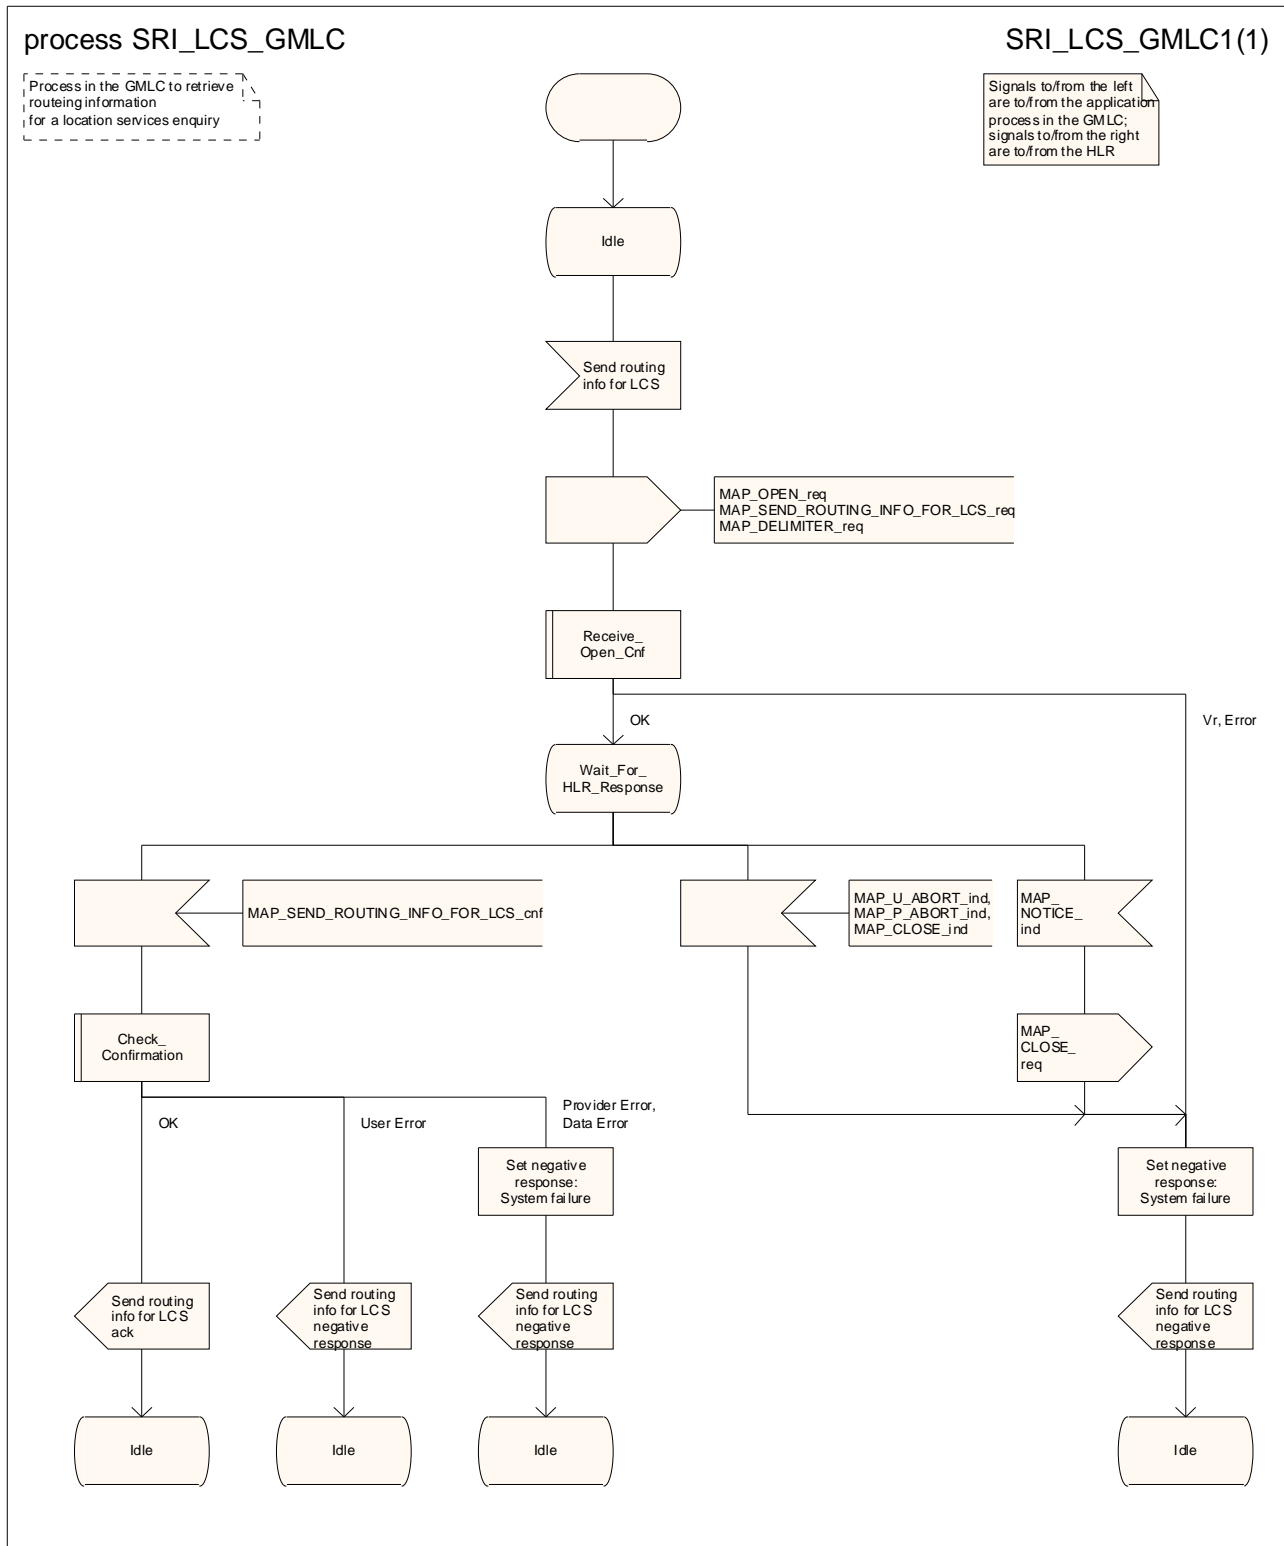 process SRI_LCS_GMLC
SRI_LCS_GMLC1(1)
Process in the GMLC to retrieve
routeing information
for a location services enquiry
Signals to/from the left
are to/from the application
process in the GMLC;
signals to/from the right
are to/from the HLR
Idle
Send routing
info for LCS
MAP_OPEN_req
MAP_SEND_ROUTING_INFO_FOR_LCS_req
MAP_DELIMITER_req
Receive_
Open_Cnf
OK
Vr, Error
Wait_For_
HLR_Response
MAP_SEND_ROUTING_INFO_FOR_LCS_cnf
MAP_U_ABORT_ind,
MAP_P_ABORT_ind,
MAP_CLOSE_ind
MAP_
NOTICE_
ind
Check_
Confirmation
MAP_
CLOSE_
req
OK
User Error
Provider Error,
Data Error
Set negative
response:
System failure
Set negative
response:
System failure
Send routing
info for LCS
ack
Send routing
info for LCS
negative
response
Send routing
info for LCS
negative
response
Send routing
info for LCS
negative
response
Idle
Idle
Idle
Idle